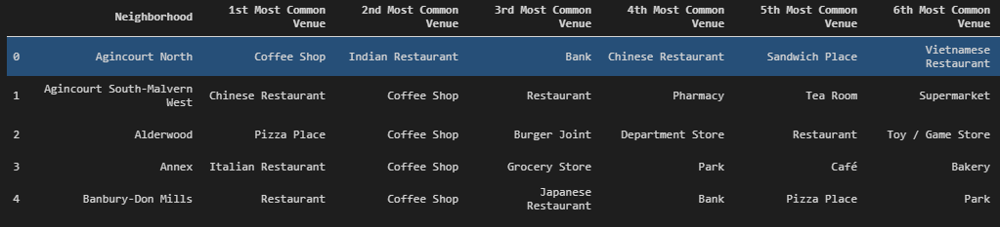 Neighborhood 1st Most Common Venue 2nd Most Common Venue 3rd Most Common Venue 4th Most Common Venue 5th Most Common Venue 6th Most Common Venue
0 Agincourt North Coffee Shop Indian Restaurant Bank Chinese Restaurant Sandwich Place Vietnamese Restaurant
1 Agincourt South-Malvern West Chinese Restaurant Coffee Shop Restaurant Pharmacy Tea Room Supermarket
2 Alderwood Pizza Place Coffee Shop Burger Joint Department Store Restaurant Toy / Game Store
3 Annex Italian Restaurant Coffee Shop Grocery Store Park Café Bakery
4 Banbury-Don Mills Restaurant Coffee Shop Japanese Restaurant Bank Pizza Place Park